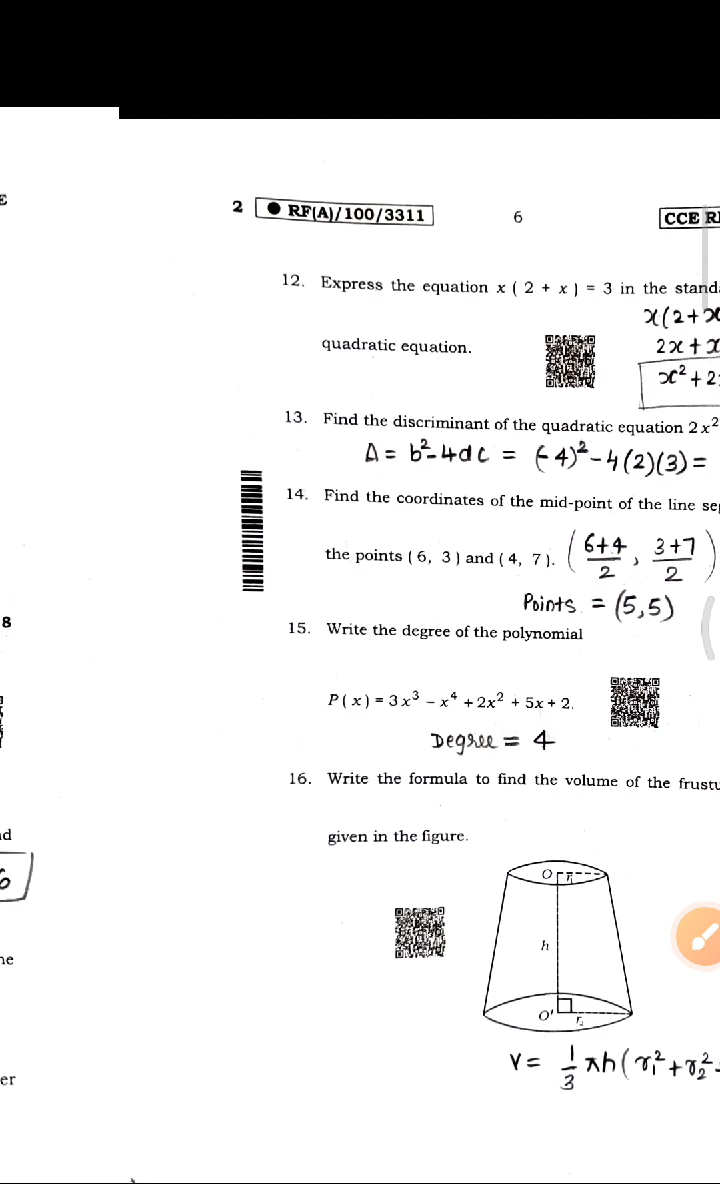 2 ● RF(A)/100/3311 6 CCE R
12. Express the equation x ( 2 + x ) = 3 in the stand
x(2+x
quadratic equation. 2x + x
x² + 2
13. Find the discriminant of the quadratic equation 2x²
Δ = b²-4ac = (-4)² - 4(2)(3) =
14. Find the coordinates of the mid-point of the line se
the points ( 6, 3 ) and ( 4, 7 ). (6+4/2 , 3+7/2)
Points = (5,5)
8
15. Write the degree of the polynomial
P ( x ) = 3x³ – x⁴ + 2x² + 5x + 2.
Degree = 4
16. Write the formula to find the volume of the frustu
given in the figure.
6
O r₁
h
O' r₂
V = 1/3 πh (r₁² + r₂²
er